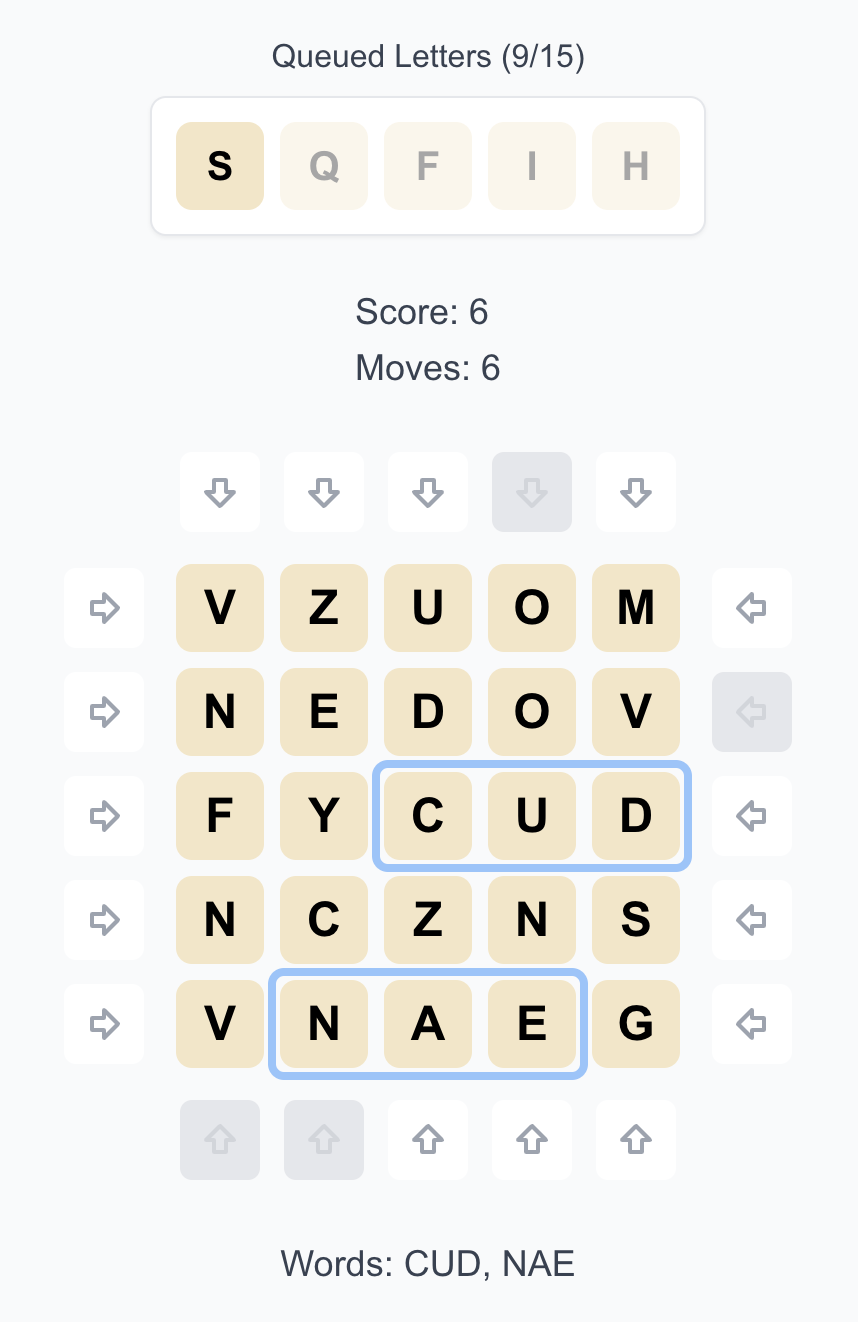 Queued Letters (9/15)
S Q F I H
Score: 6
Moves: 6
V Z U O M
N E D O V
F Y C U D
N C Z N S
V N A E G
Words: CUD, NAE